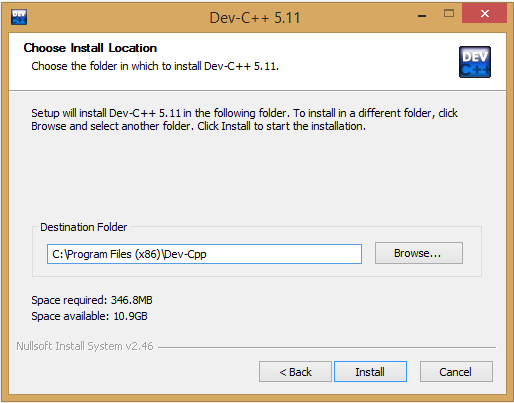 DEV
C++
Dev-C++ 5.11
Choose Install Location
Choose the folder in which to install Dev-C++ 5.11.
DEV
C++
Setup will install Dev-C++ 5.11 in the following folder. To install in a different folder, click
Browse and select another folder. Click Install to start the installation.
Destination Folder
C:\Program Files (x86)\Dev-Cpp
Browse...
Space required: 346.8MB
Space available: 10.9GB
Nullsoft Install System v2.46
< Back
Install
Cancel